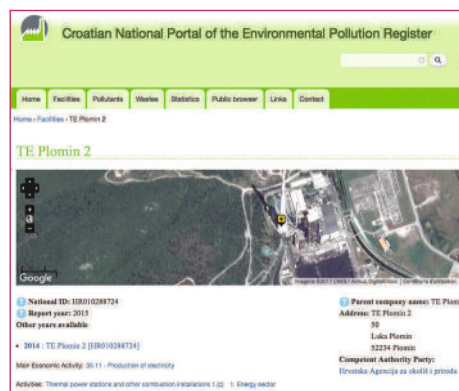 Croatian National Portal of the Environmental Pollution Register
Home Facilities Pollutants Wastes Statistics Public browser Links Contact
Home › Facilities › TE Plomin 2
TE Plomin 2
Google
National ID: HR010288724
Report year: 2015
Other years available
2014 : TE Plomin 2 [HR010288724]
Main Economic Activity: 35.11 - Production of electricity
Activities: Thermal power stations and other combustion installations 1.(c) 1. Energy sector
Parent company name: TE Plom
Address: TE Plomin 2
50
Luka Plomin
52234 Plomin
Competent Authority Party:
Hrvatska Agencija za okoliš i priroda